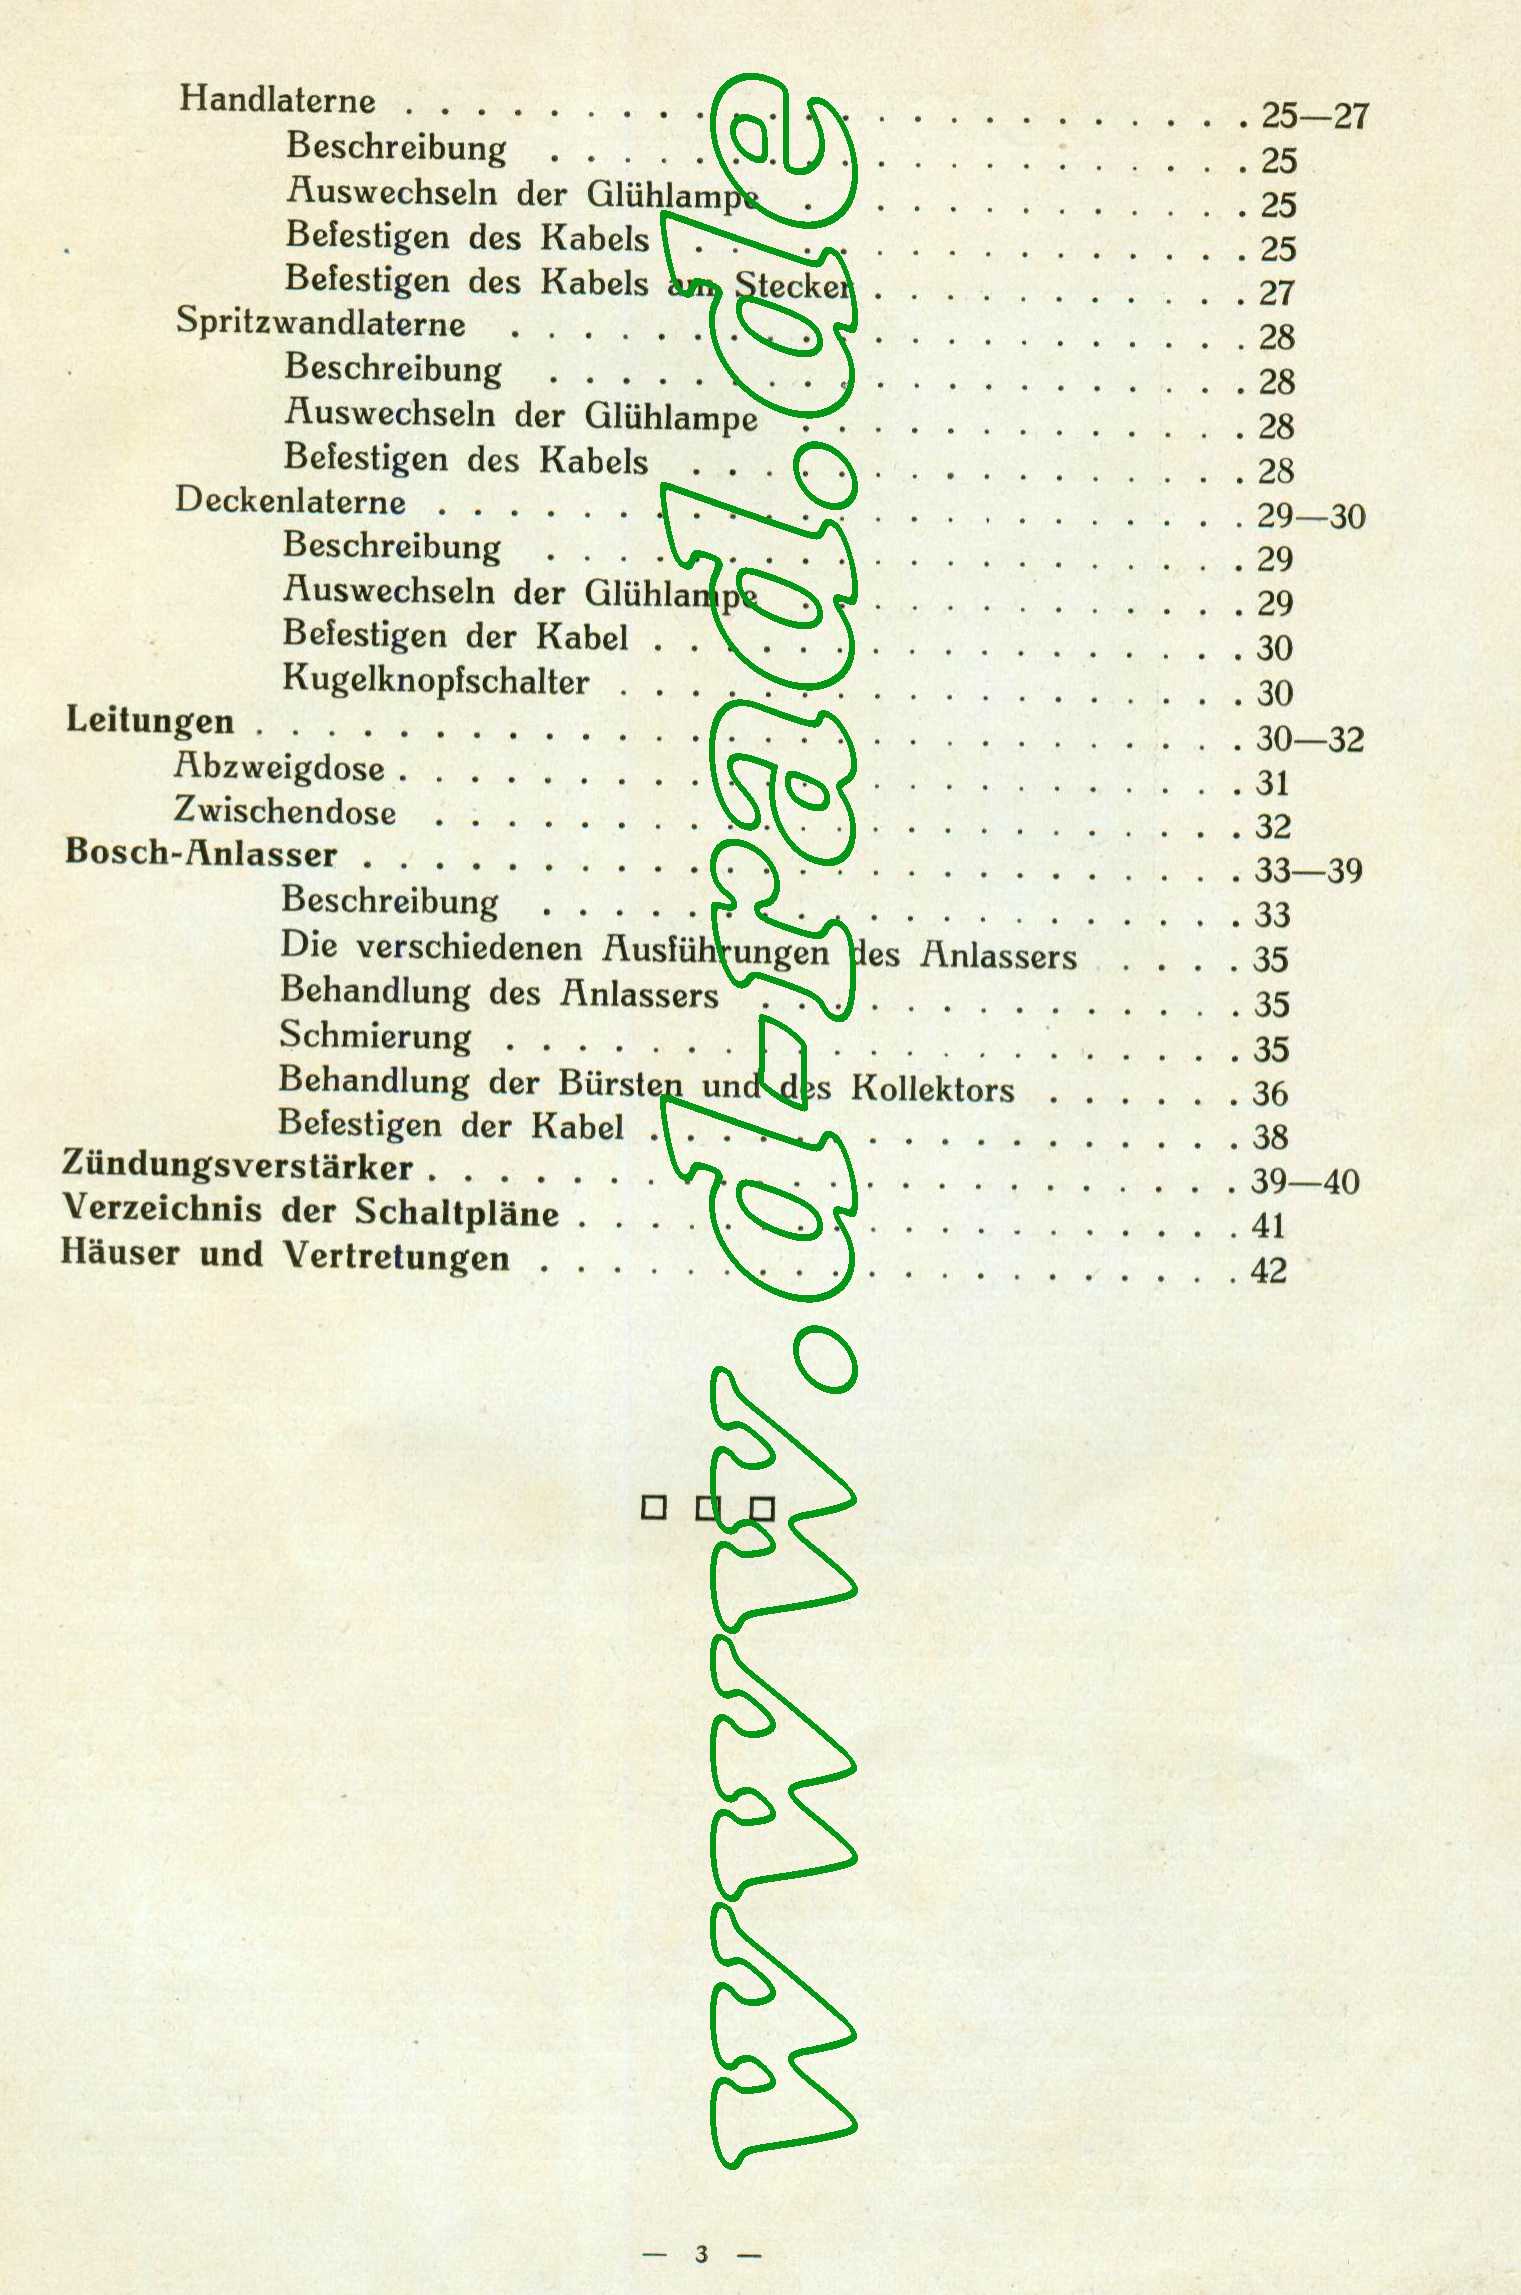 Handlaterne . . . . . . . . . . . . . . . . . . . . . . . . 25—27
Beschreibung . . . . . . . . . . . . . . . . . . . . 25
Auswechseln der Glühlampe . . . . . . . . . . . . . 25
Befestigen des Kabels . . . . . . . . . . . . . . . . 25
Befestigen des Kabels am Stecker . . . . . . . . . . . 27
Spritzwandlaterne . . . . . . . . . . . . . . . . . . . . . 28
Beschreibung . . . . . . . . . . . . . . . . . . . . 28
Auswechseln der Glühlampe . . . . . . . . . . . . . 28
Befestigen des Kabels . . . . . . . . . . . . . . . . 28
Deckenlaterne . . . . . . . . . . . . . . . . . . . . . . . 29—30
Beschreibung . . . . . . . . . . . . . . . . . . . . 29
Auswechseln der Glühlampe . . . . . . . . . . . . . 29
Befestigen der Kabel . . . . . . . . . . . . . . . . . 30
Kugelknopfschalter . . . . . . . . . . . . . . . . . . 30
Leitungen . . . . . . . . . . . . . . . . . . . . . . . . . . . . 30—32
Abzweigdose . . . . . . . . . . . . . . . . . . . . . . . . 31
Zwischendose . . . . . . . . . . . . . . . . . . . . . . . 32
Bosch-Anlasser . . . . . . . . . . . . . . . . . . . . . . . . . 33—39
Beschreibung . . . . . . . . . . . . . . . . . . . . 33
Die verschiedenen Ausführungen des Anlassers . . . . 35
Behandlung des Anlassers . . . . . . . . . . . . . . 35
Schmierung . . . . . . . . . . . . . . . . . . . . . 35
Behandlung der Bürsten und des Kollektors . . . . . . 36
Befestigen der Kabel . . . . . . . . . . . . . . . . . 38
Zündungsverstärker . . . . . . . . . . . . . . . . . . . . . . . 39—40
Verzeichnis der Schaltpläne . . . . . . . . . . . . . . . . . . . 41
Häuser und Vertretungen . . . . . . . . . . . . . . . . . . . . 42
— 3 —
www.d-rad.de